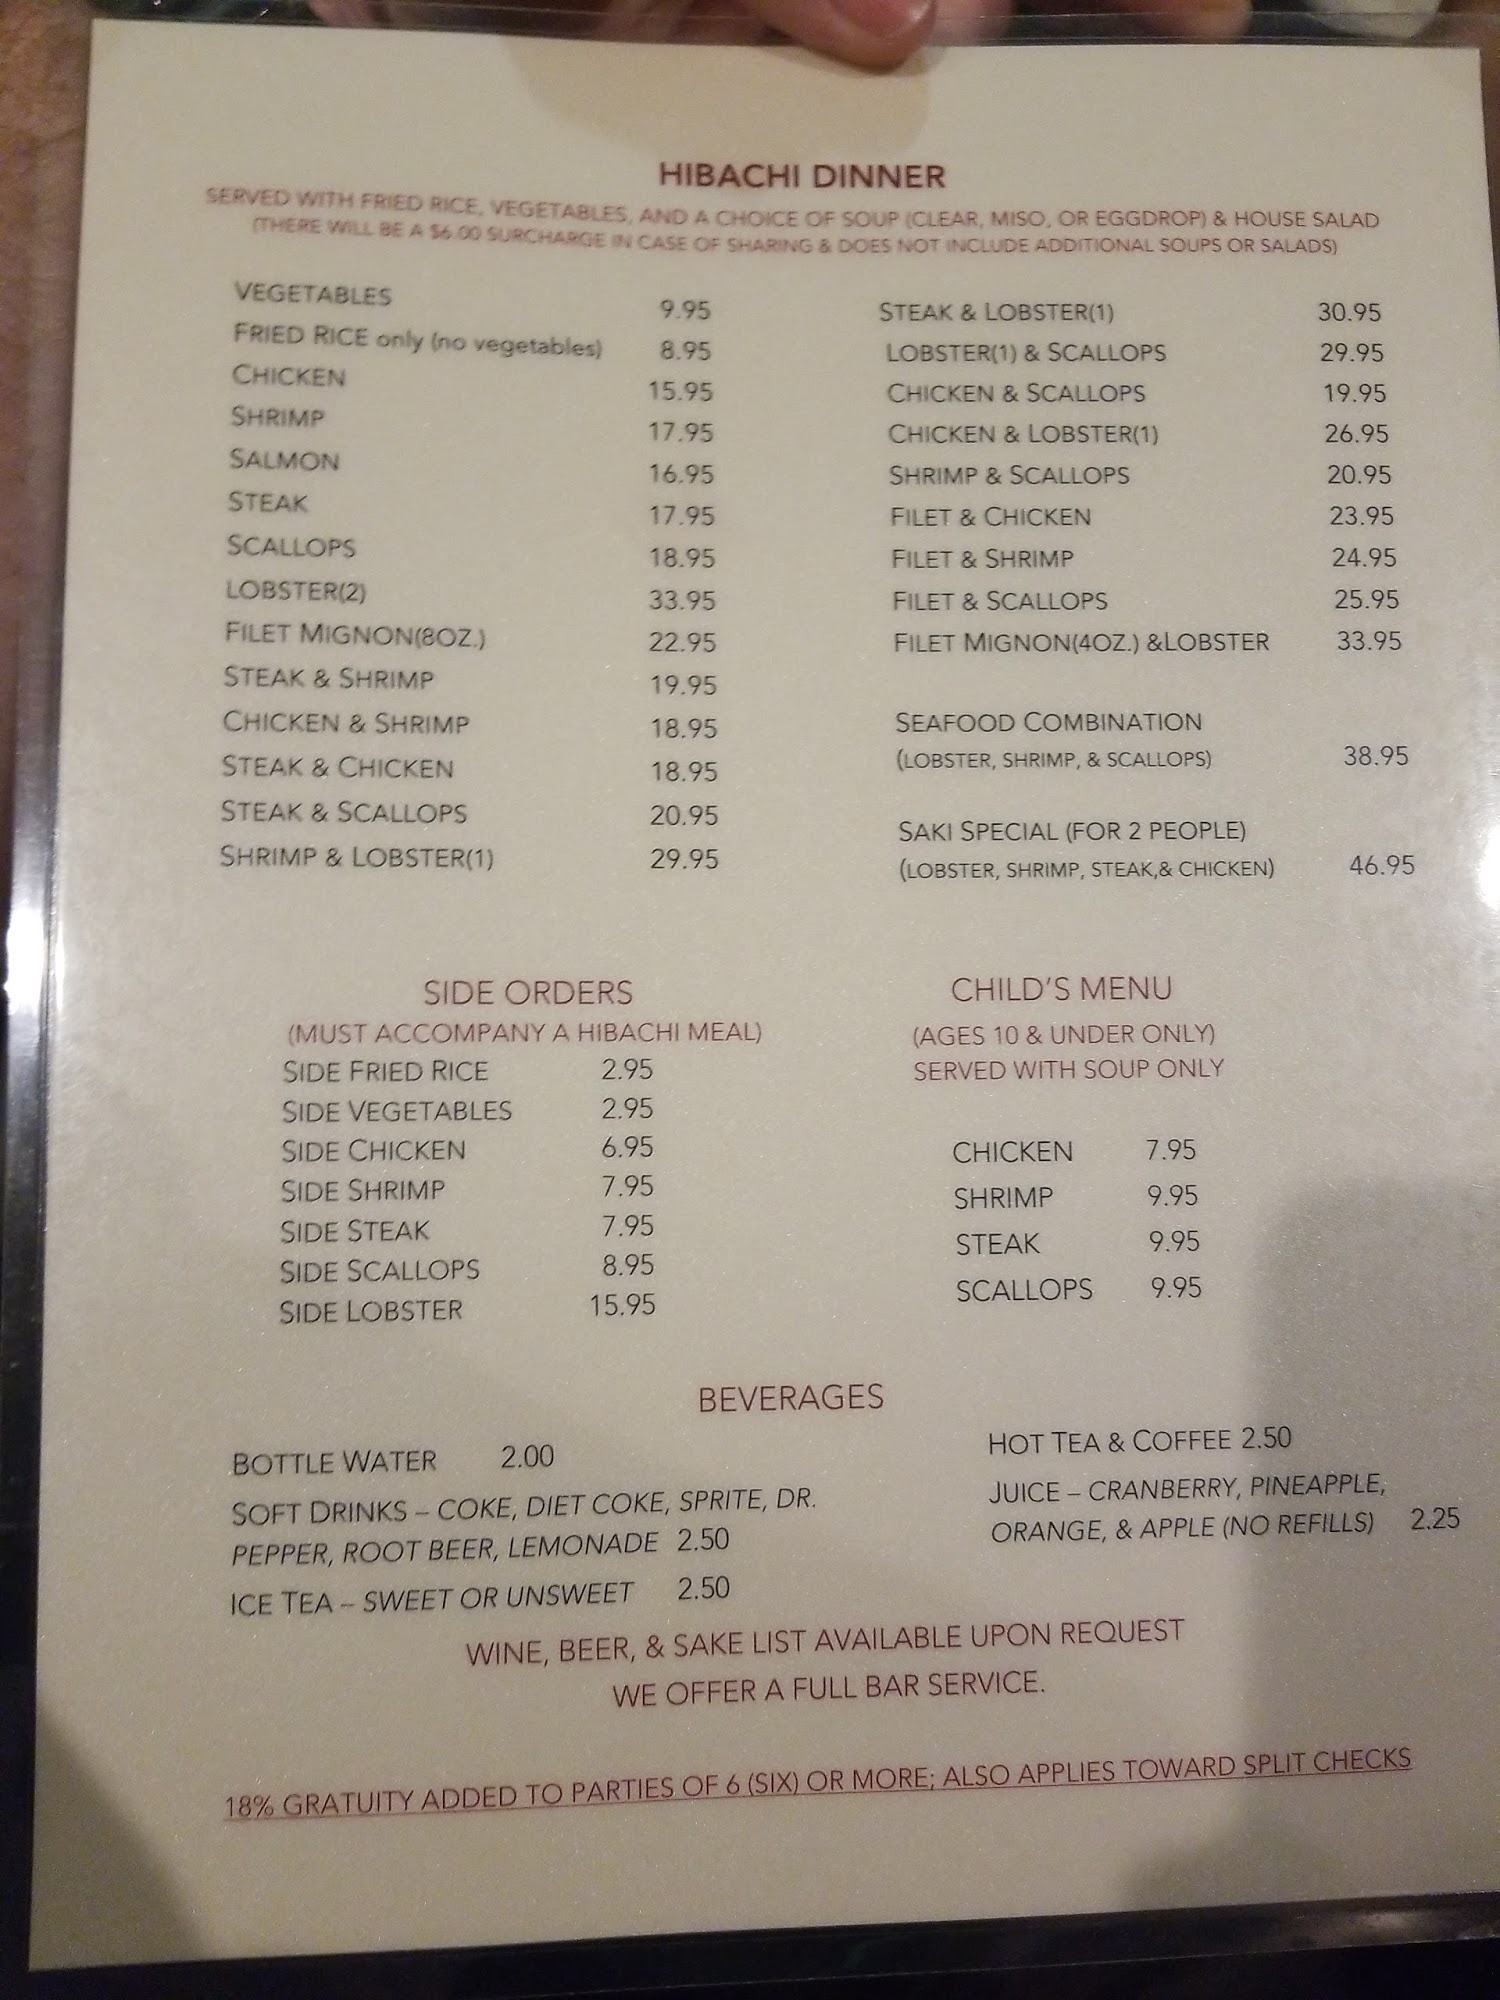 HIBACHI DINNER
SERVED WITH FRIED RICE, VEGETABLES, AND A CHOICE OF SOUP (CLEAR, MISO, OR EGGDROP) & HOUSE SALAD
(THERE WILL BE A $6.00 SURCHARGE IN CASE OF SHARING & DOES NOT INCLUDE ADDITIONAL SOUPS OR SALADS)
VEGETABLES 9.95
FRIED RICE only (no vegetables) 8.95
CHICKEN 15.95
SHRIMP 17.95
SALMON 16.95
STEAK 17.95
SCALLOPS 18.95
LOBSTER(2) 33.95
FILET MIGNON(8OZ.) 22.95
STEAK & SHRIMP 19.95
CHICKEN & SHRIMP 18.95
STEAK & CHICKEN 18.95
STEAK & SCALLOPS 20.95
SHRIMP & LOBSTER(1) 29.95
STEAK & LOBSTER(1) 30.95
LOBSTER(1) & SCALLOPS 29.95
CHICKEN & SCALLOPS 19.95
CHICKEN & LOBSTER(1) 26.95
SHRIMP & SCALLOPS 20.95
FILET & CHICKEN 23.95
FILET & SHRIMP 24.95
FILET & SCALLOPS 25.95
FILET MIGNON(4OZ.) &LOBSTER 33.95
SEAFOOD COMBINATION
(LOBSTER, SHRIMP, & SCALLOPS) 38.95
SAKI SPECIAL (FOR 2 PEOPLE)
(LOBSTER, SHRIMP, STEAK,& CHICKEN) 46.95
SIDE ORDERS
(MUST ACCOMPANY A HIBACHI MEAL)
SIDE FRIED RICE 2.95
SIDE VEGETABLES 2.95
SIDE CHICKEN 6.95
SIDE SHRIMP 7.95
SIDE STEAK 7.95
SIDE SCALLOPS 8.95
SIDE LOBSTER 15.95
CHILD'S MENU
(AGES 10 & UNDER ONLY)
SERVED WITH SOUP ONLY
CHICKEN 7.95
SHRIMP 9.95
STEAK 9.95
SCALLOPS 9.95
BEVERAGES
BOTTLE WATER 2.00
SOFT DRINKS – COKE, DIET COKE, SPRITE, DR.
PEPPER, ROOT BEER, LEMONADE 2.50
ICE TEA – SWEET OR UNSWEET 2.50
HOT TEA & COFFEE 2.50
JUICE – CRANBERRY, PINEAPPLE,
ORANGE, & APPLE (NO REFILLS) 2.25
WINE, BEER, & SAKE LIST AVAILABLE UPON REQUEST
WE OFFER A FULL BAR SERVICE.
18% GRATUITY ADDED TO PARTIES OF 6 (SIX) OR MORE; ALSO APPLIES TOWARD SPLIT CHECKS